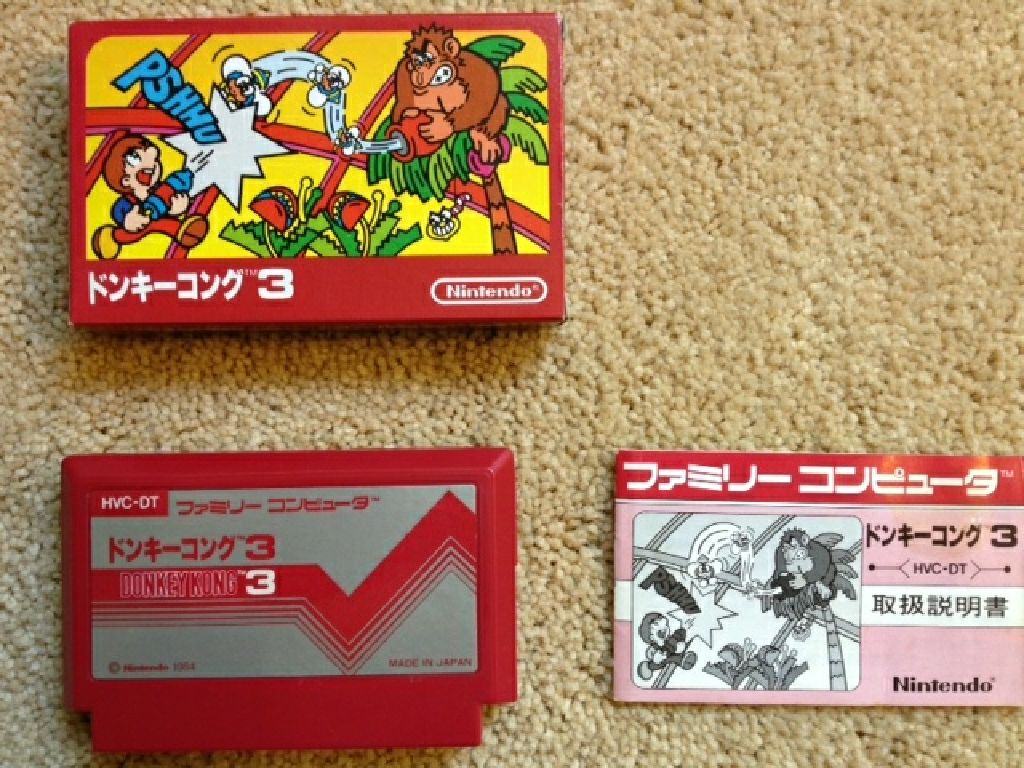 PSHHU
ドンキーコング™3
Nintendo®
HVC-DT ファミリー コンピュータ™
ドンキーコング™3
DONKEY KONG™3
© Nintendo 1984
MADE IN JAPAN
ファミリー コンピュータ™
ドンキーコング 3
HVC-DT
取扱説明書
Nintendo®